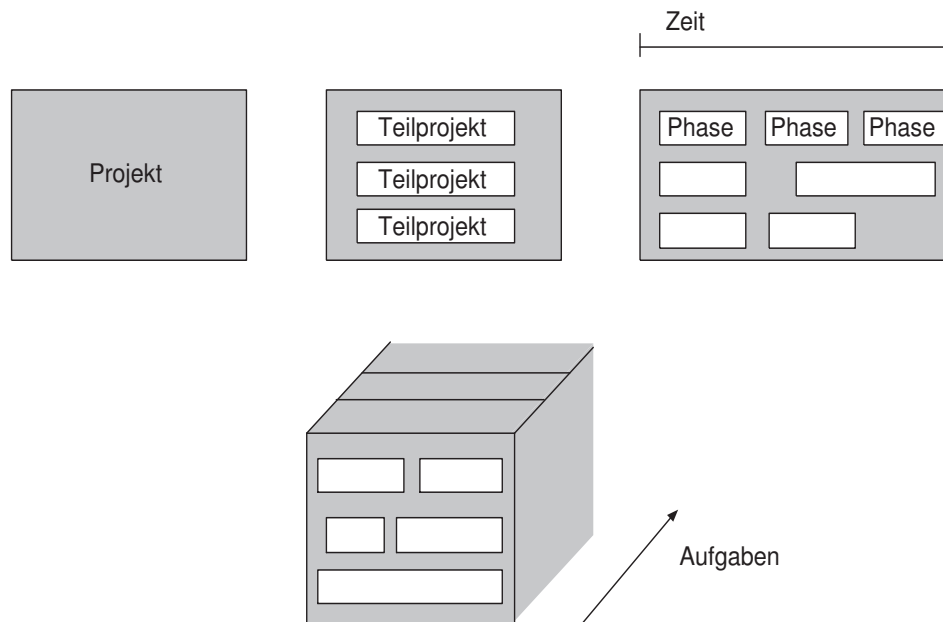 Zeit
Projekt
Teilprojekt
Teilprojekt
Teilprojekt
Phase Phase Phase
Aufgaben